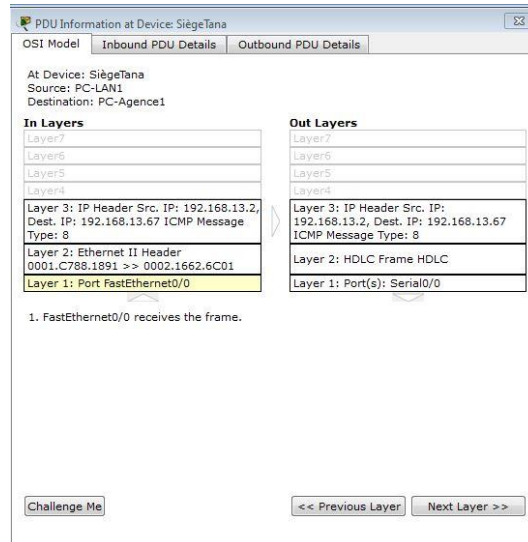 PDU Information at Device: SiègeTana
OSI Model
Inbound PDU Details
Outbound PDU Details
At Device: SiègeTana
Source: PC-LAN1
Destination: PC-Agence1
In Layers
Layer7
Layer6
Layer5
Layer4
Layer 3: IP Header Src. IP: 192.168.13.2,
Dest. IP: 192.168.13.67 ICMP Message
Type: 8
Layer 2: Ethernet II Header
0001.C788.1891 >> 0002.1662.6C01
Layer 1: Port FastEthernet0/0
Out Layers
Layer7
Layer6
Layer5
Layer4
Layer 3: IP Header Src. IP:
192.168.13.2, Dest. IP: 192.168.13.67
ICMP Message Type: 8
Layer 2: HDLC Frame HDLC
Layer 1: Port(s): Serial0/0
1. FastEthernet0/0 receives the frame.
Challenge Me
<< Previous Layer
Next Layer >>